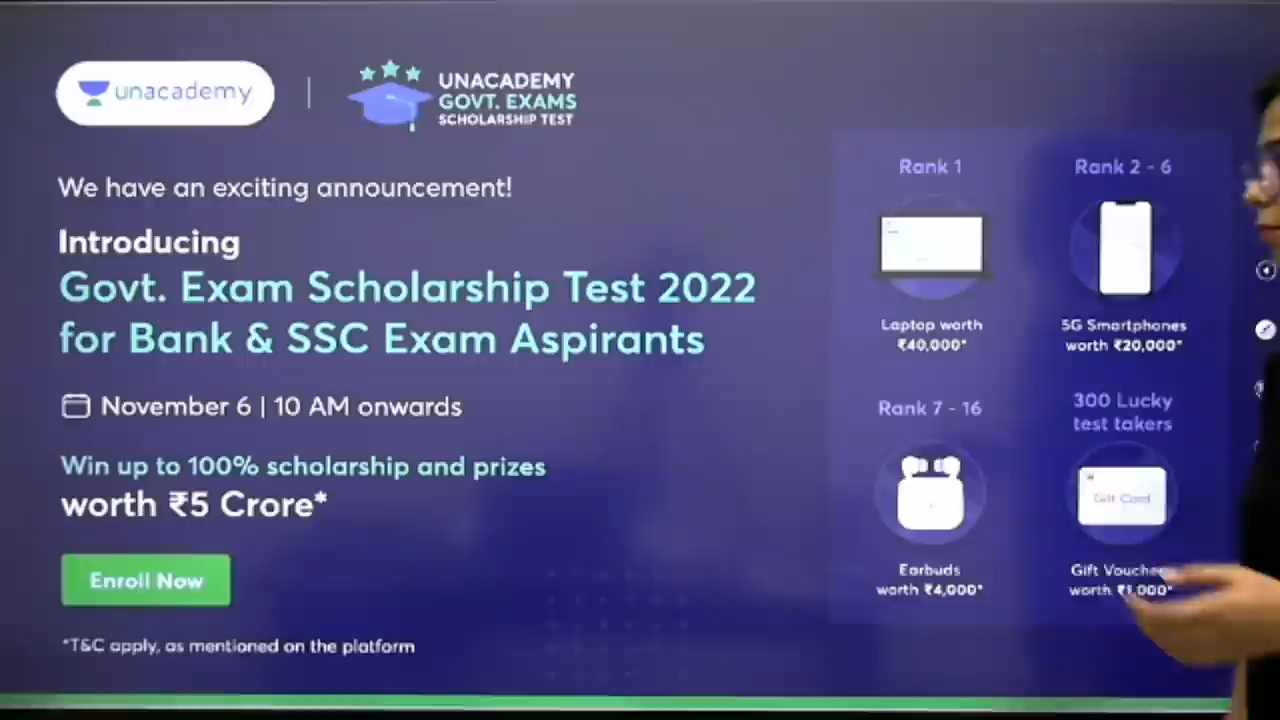 unacademy
UNACADEMY
GOVT. EXAMS
SCHOLARSHIP TEST
We have an exciting announcement!
Introducing
Govt. Exam Scholarship Test 2022
for Bank & SSC Exam Aspirants
November 6 | 10 AM onwards
Win up to 100% scholarship and prizes
worth ₹5 Crore*
Enroll Now
*T&C apply, as mentioned on the platform
Rank 1
Laptop worth
₹40,000*
Rank 2 - 6
5G Smartphones
worth ₹20,000*
Rank 7 - 16
Earbuds
worth ₹4,000*
300 Lucky
test takers
Gift Card
Gift Vouchers
worth ₹1,000*